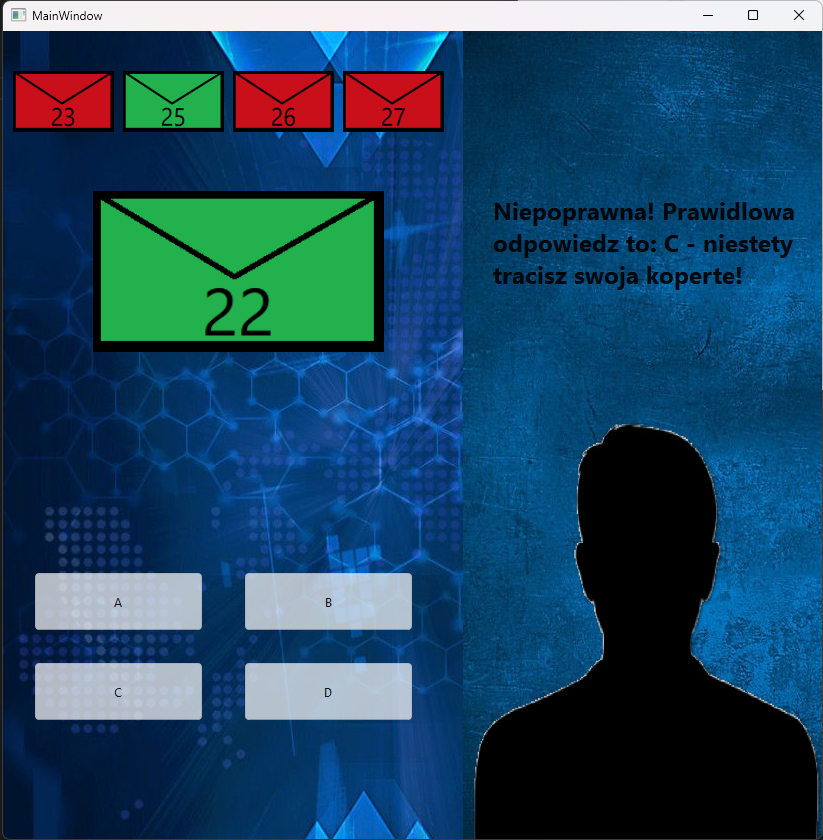 MainWindow
23 25 26 27
22
Niepoprawna! Prawidlowa
odpowiedz to: C - niestety
tracisz swoja koperte!
A B
C D